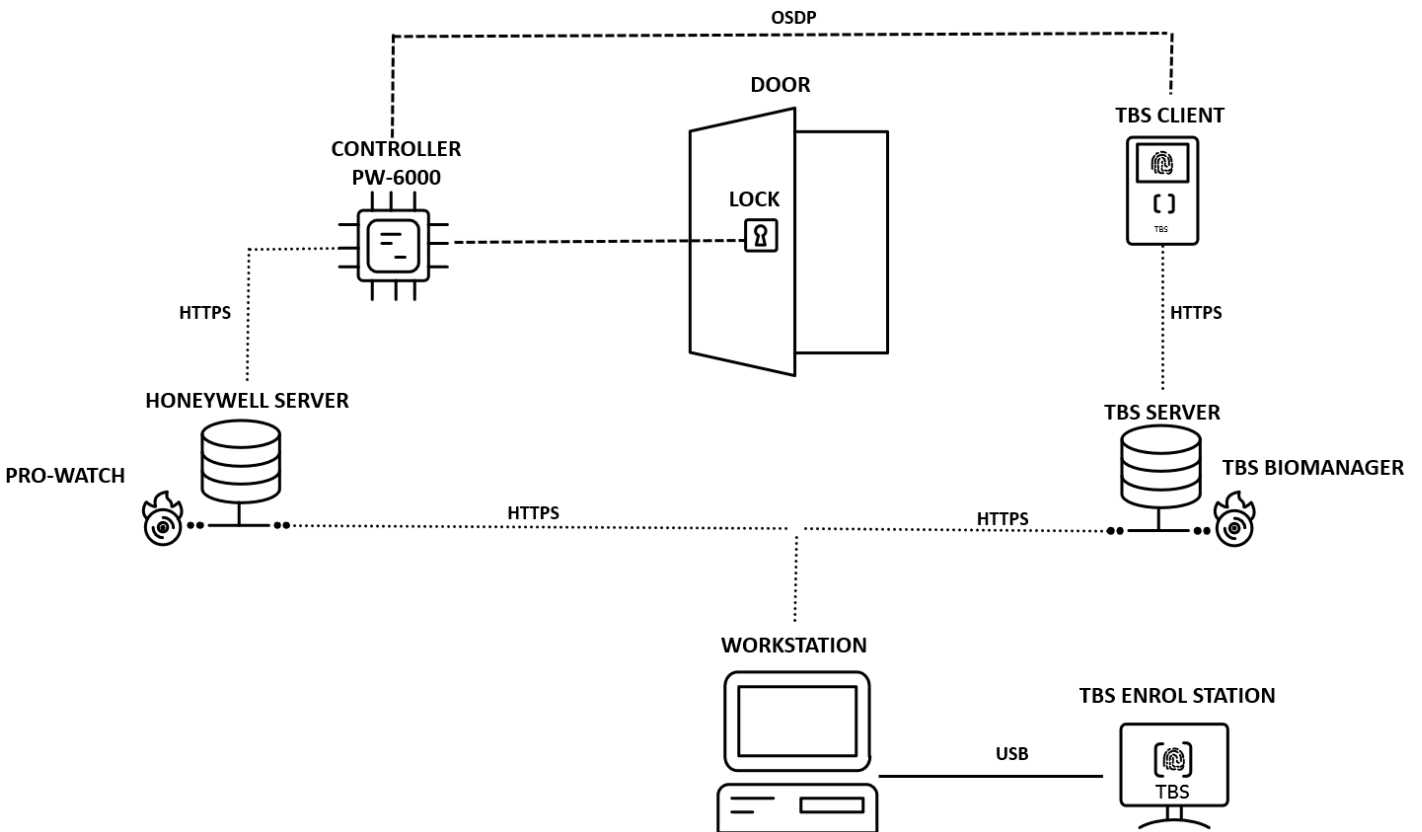 OSDP
DOOR
TBS CLIENT
CONTROLLER
PW-6000
LOCK
TBS
HTTPS
HTTPS
HONEYWELL SERVER
TBS SERVER
PRO-WATCH
TBS BIOMANAGER
HTTPS
HTTPS
WORKSTATION
TBS ENROL STATION
USB
TBS